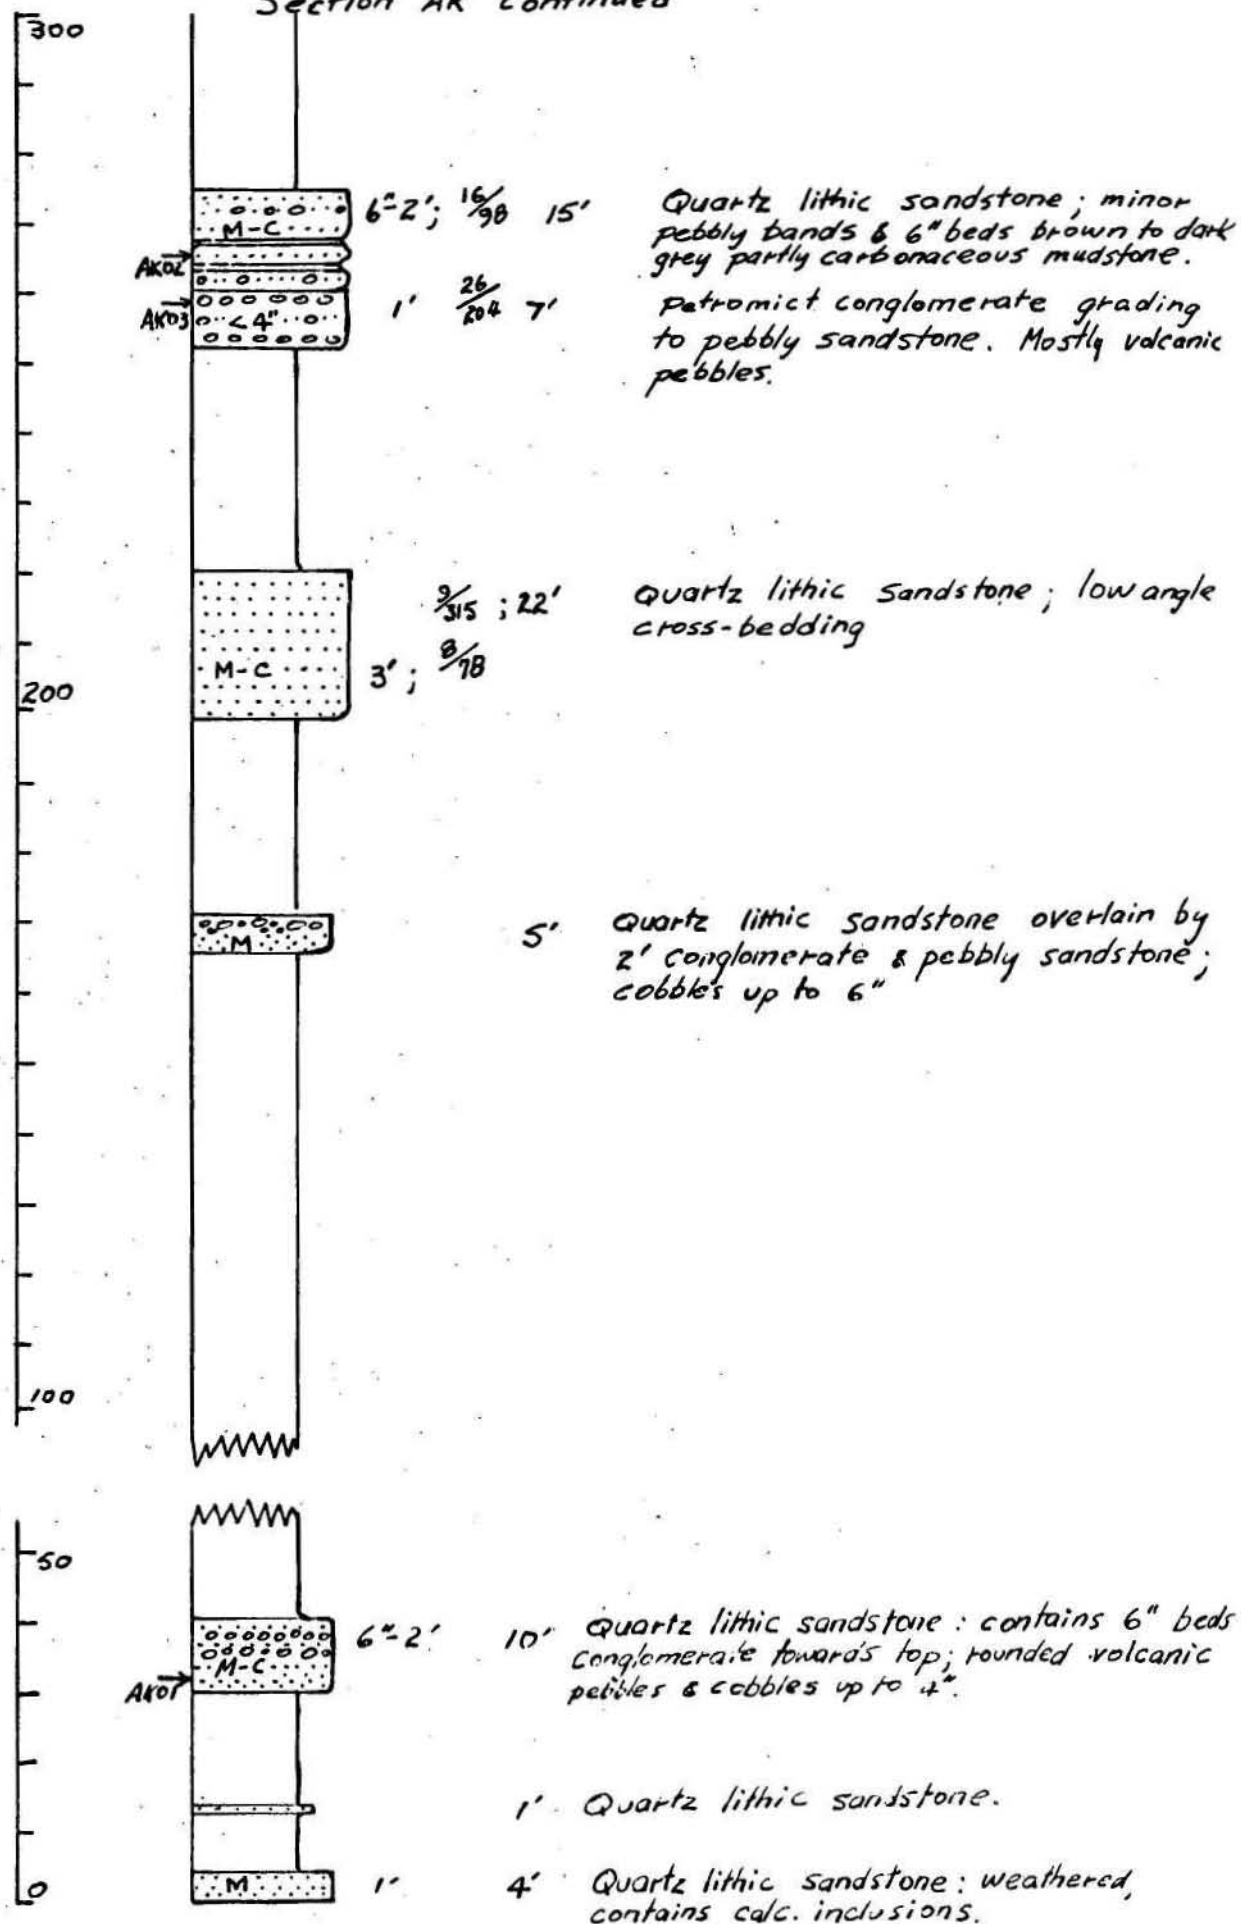 Section AK Continued
300
6"-2'; 16/98 15' Quartz lithic sandstone; minor
M-C
pebbly bands & 6" beds brown to dark
AK02
grey partly carbonaceous mudstone.
AK03
<4"
1' 26/204 7' Petromict conglomerate grading
to pebbly sandstone. Mostly volcanic
pebbles.
9/315; 22' Quartz lithic sandstone; low angle
cross-bedding
M-C
3'; 8/78
200
5' Quartz lithic sandstone overlain by
M
2' conglomerate & pebbly sandstone;
cobbles up to 6"
100
50
6"-2' 10' Quartz lithic sandstone: contains 6" beds
M-C
conglomerate towards top; rounded volcanic
AK01
pebbles & cobbles up to 4".
1' Quartz lithic sandstone.
0
M
1' 4' Quartz lithic sandstone: weathered,
contains calc. inclusions.